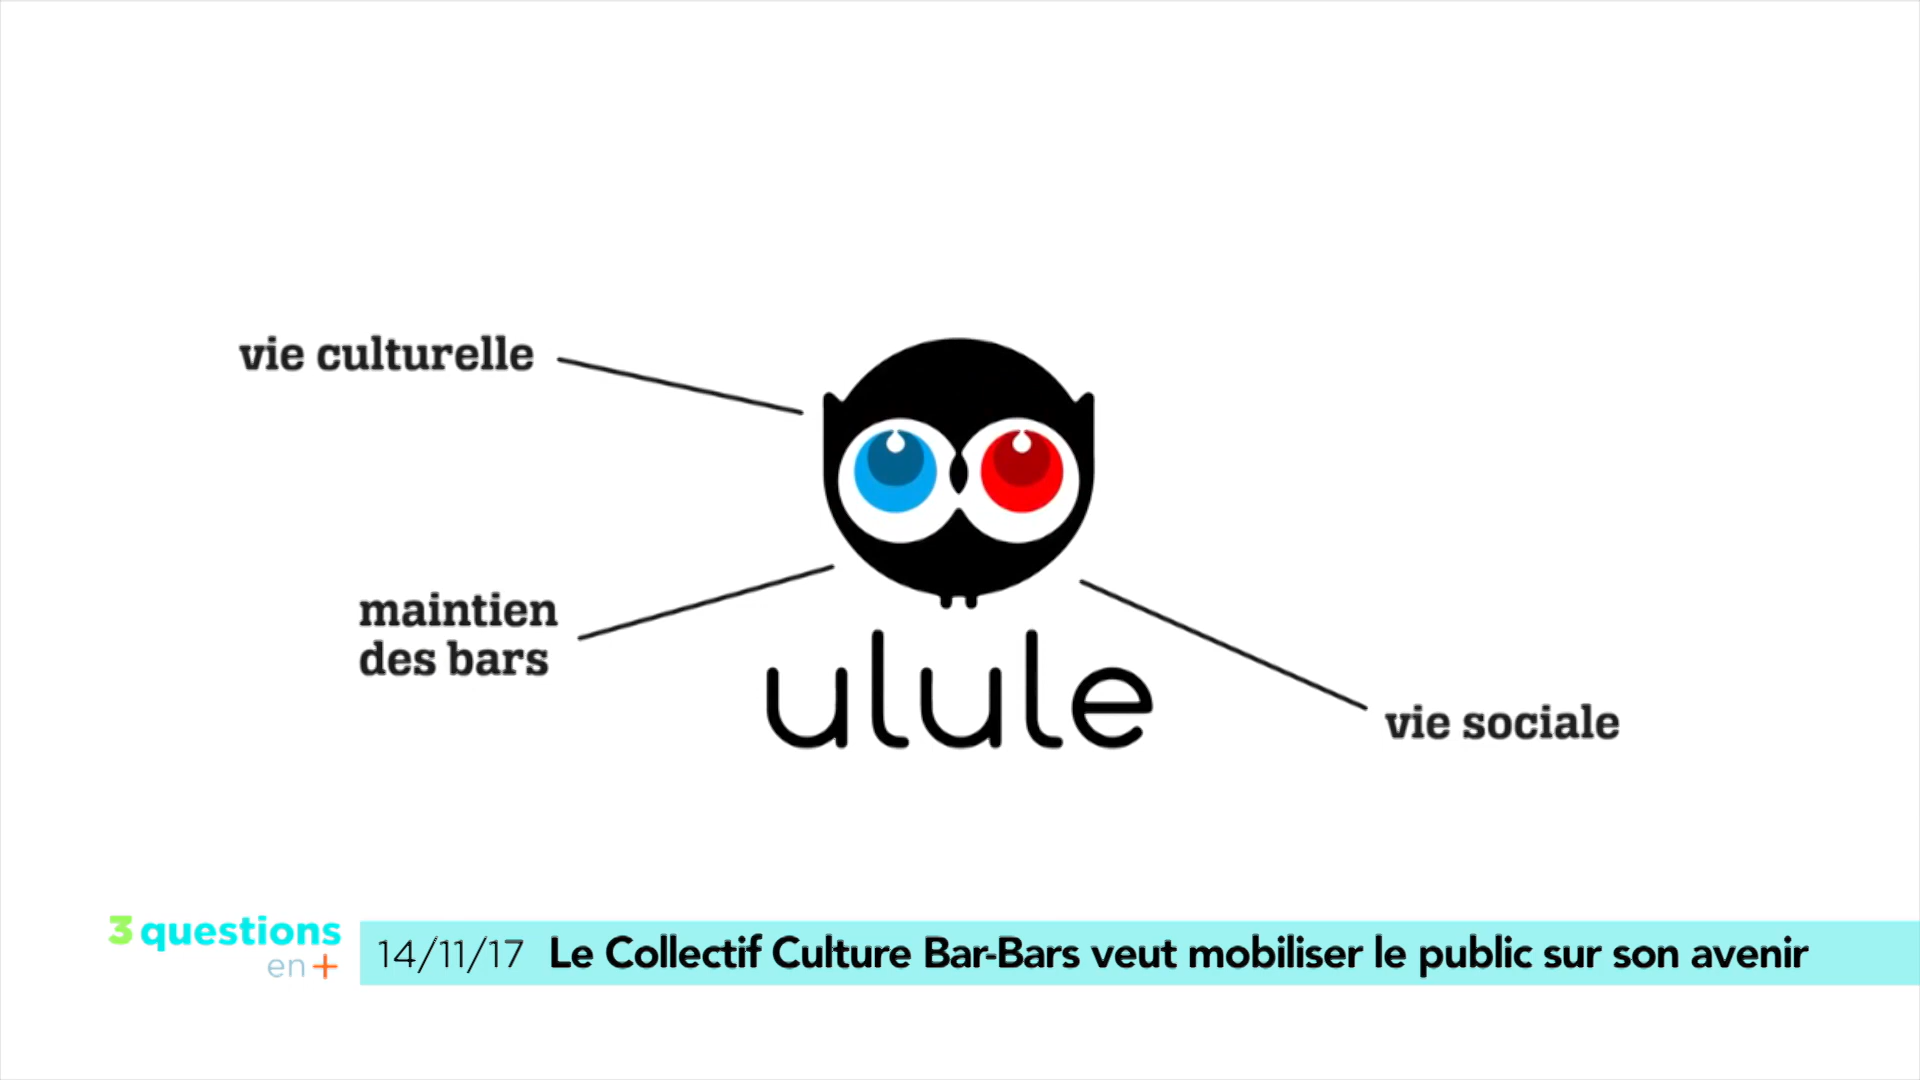 vie culturelle
maintien
des bars
ulule
vie sociale
3 questions
en +
14/11/17 Le Collectif Culture Bar-Bars veut mobiliser le public sur son avenir